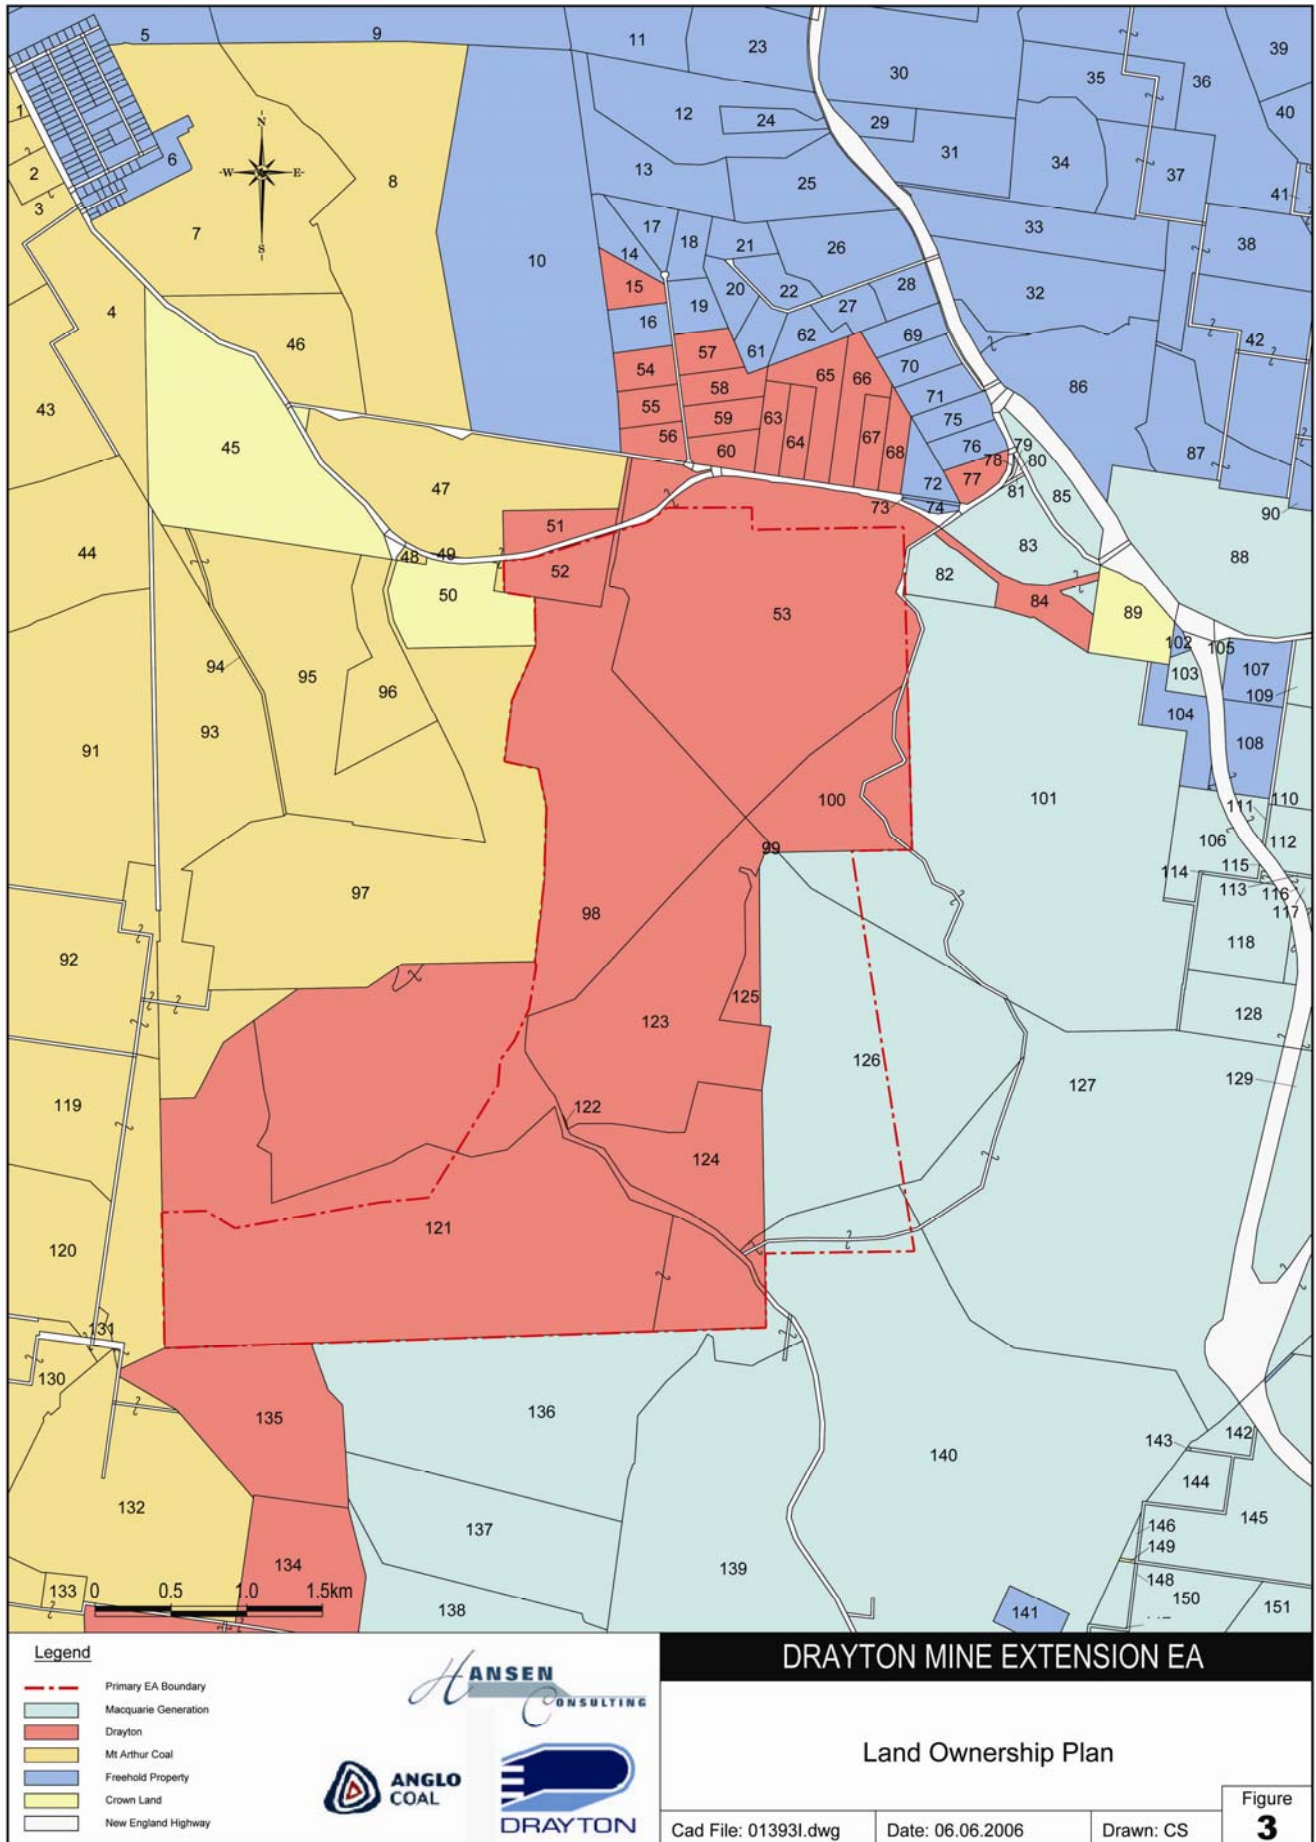 5 9 11 23 30 35 36 39
1 12 24 29 40
2 6 31 34 37 41
3 8 13 25
N
W E
S
7 17 18 21 26 33 38
4 10 14 15 20 22 28 32
43 46 16 19 27 42
62 69
61 70 86
57
54 58 65 66 71
55 59 63 75
45 56 60 64 67 68 76 79 87
47 72 77 78 80
73 74 81 85 90
44 51 83 88
48 49
50 52 82
53 84 89
94 95 102 105
96 103 107
93 104 109
91 108
100 101 110
111
99 106 112
97 98 114 115
113 116
117
92 125 118
123 128
126 127 129
119 122
124
120 121
131
130 135 136 140 143 142
144
132 137 145
146
149
134 139 148
133 138 141 150 151
0 0.5 1.0 1.5km
Legend
Primary EA Boundary
Macquarie Generation
Drayton
Mt Arthur Coal
Freehold Property
Crown Land
New England Highway
HANSEN
CONSULTING
ANGLO
COAL
DRAYTON
DRAYTON MINE EXTENSION EA
Land Ownership Plan
Cad File: 01393I.dwg
Date: 06.06.2006
Drawn: CS
Figure
3